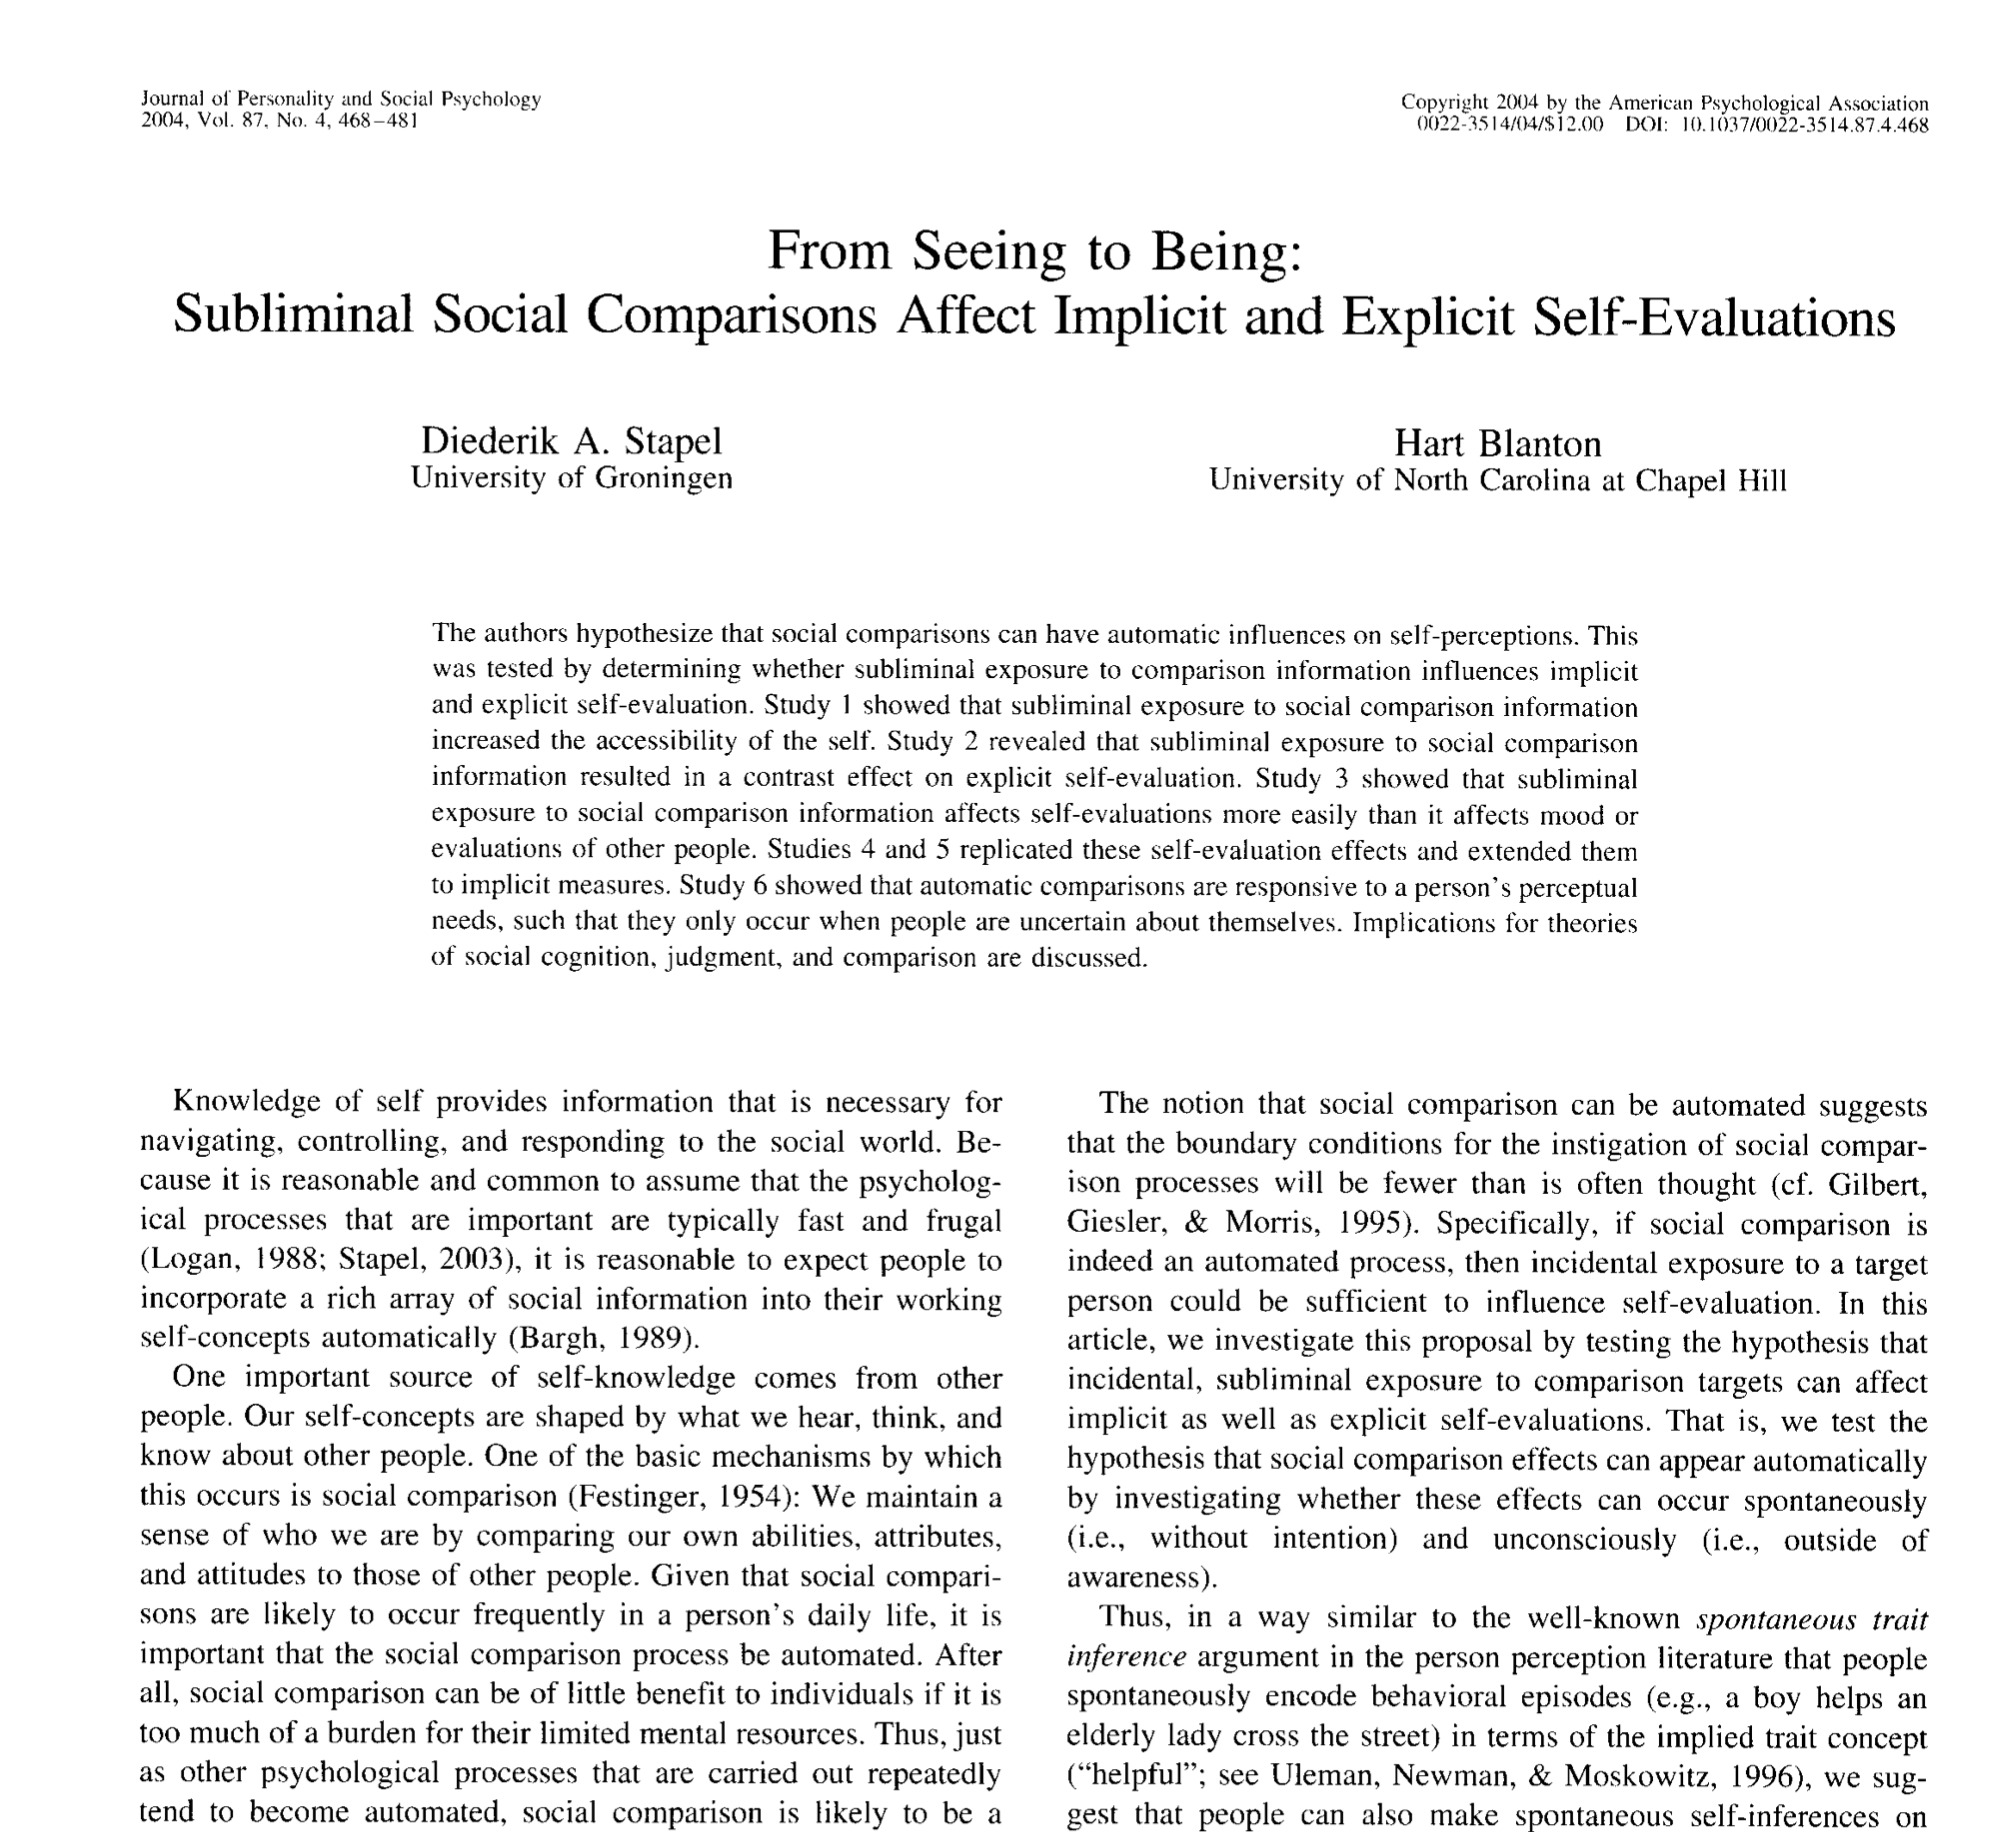 Journal of Personality and Social Psychology
2004, Vol. 87, No. 4, 468–481
Copyright 2004 by the American Psychological Association
0022-3514/04/$12.00 DOI: 10.1037/0022-3514.87.4.468
From Seeing to Being:
Subliminal Social Comparisons Affect Implicit and Explicit Self-Evaluations
Diederik A. Stapel
University of Groningen
Hart Blanton
University of North Carolina at Chapel Hill
The authors hypothesize that social comparisons can have automatic influences on self-perceptions. This
was tested by determining whether subliminal exposure to comparison information influences implicit
and explicit self-evaluation. Study 1 showed that subliminal exposure to social comparison information
increased the accessibility of the self. Study 2 revealed that subliminal exposure to social comparison
information resulted in a contrast effect on explicit self-evaluation. Study 3 showed that subliminal
exposure to social comparison information affects self-evaluations more easily than it affects mood or
evaluations of other people. Studies 4 and 5 replicated these self-evaluation effects and extended them
to implicit measures. Study 6 showed that automatic comparisons are responsive to a person's perceptual
needs, such that they only occur when people are uncertain about themselves. Implications for theories
of social cognition, judgment, and comparison are discussed.
Knowledge of self provides information that is necessary for
navigating, controlling, and responding to the social world. Be-
cause it is reasonable and common to assume that the psycholog-
ical processes that are important are typically fast and frugal
(Logan, 1988; Stapel, 2003), it is reasonable to expect people to
incorporate a rich array of social information into their working
self-concepts automatically (Bargh, 1989).
One important source of self-knowledge comes from other
people. Our self-concepts are shaped by what we hear, think, and
know about other people. One of the basic mechanisms by which
this occurs is social comparison (Festinger, 1954): We maintain a
sense of who we are by comparing our own abilities, attributes,
and attitudes to those of other people. Given that social compari-
sons are likely to occur frequently in a person's daily life, it is
important that the social comparison process be automated. After
all, social comparison can be of little benefit to individuals if it is
too much of a burden for their limited mental resources. Thus, just
as other psychological processes that are carried out repeatedly
tend to become automated, social comparison is likely to be a
The notion that social comparison can be automated suggests
that the boundary conditions for the instigation of social compar-
ison processes will be fewer than is often thought (cf. Gilbert,
Giesler, & Morris, 1995). Specifically, if social comparison is
indeed an automated process, then incidental exposure to a target
person could be sufficient to influence self-evaluation. In this
article, we investigate this proposal by testing the hypothesis that
incidental, subliminal exposure to comparison targets can affect
implicit as well as explicit self-evaluations. That is, we test the
hypothesis that social comparison effects can appear automatically
by investigating whether these effects can occur spontaneously
(i.e., without intention) and unconsciously (i.e., outside of
awareness).
Thus, in a way similar to the well-known spontaneous trait
inference argument in the person perception literature that people
spontaneously encode behavioral episodes (e.g., a boy helps an
elderly lady cross the street) in terms of the implied trait concept
("helpful"; see Uleman, Newman, & Moskowitz, 1996), we sug-
gest that people can also make spontaneous self-inferences on